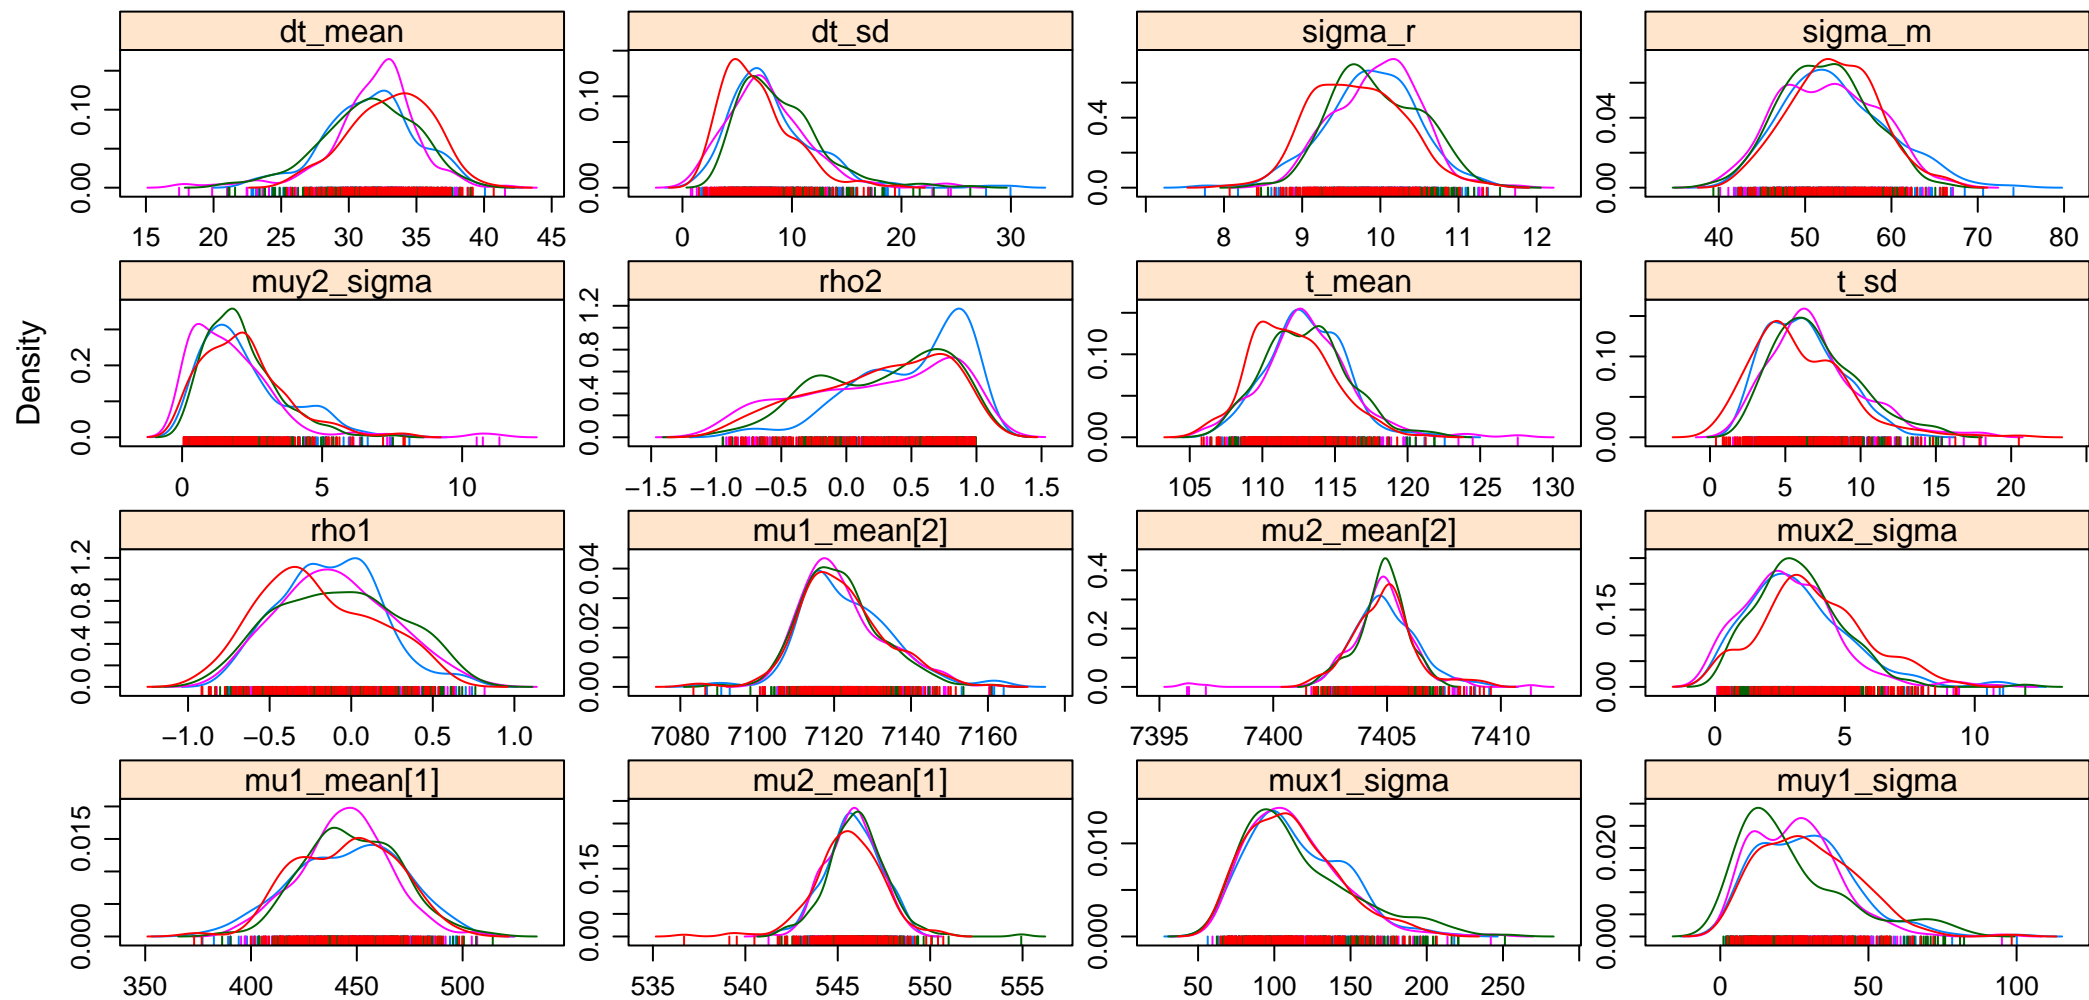 dt_mean
dt_sd
sigma_r
sigma_m
0.00 0.10
0.00 0.10
0.0 0.4
0.00 0.04
15 20 25 30 35 40 45
0 10 20 30
8 9 10 11 12
40 50 60 70 80
muy2_sigma
rho2
t_mean
t_sd
Density
0.0 0.2
0.0 0.4 0.8 1.2
0.00 0.10
0.00 0.10
0 5 10
−1.5 −1.0 −0.5 0.0 0.5 1.0 1.5
105 110 115 120 125 130
0 5 10 15 20
rho1
mu1_mean[2]
mu2_mean[2]
mux2_sigma
0.0 0.4 0.8 1.2
0.00 0.02 0.04
0.0 0.2 0.4
0.00 0.15
−1.0 −0.5 0.0 0.5 1.0
7080 7100 7120 7140 7160
7395 7400 7405 7410
0 5 10
mu1_mean[1]
mu2_mean[1]
mux1_sigma
muy1_sigma
0.000 0.015
0.00 0.15
0.000 0.010
0.000 0.020
350 400 450 500
535 540 545 550 555
50 100 150 200 250
0 50 100